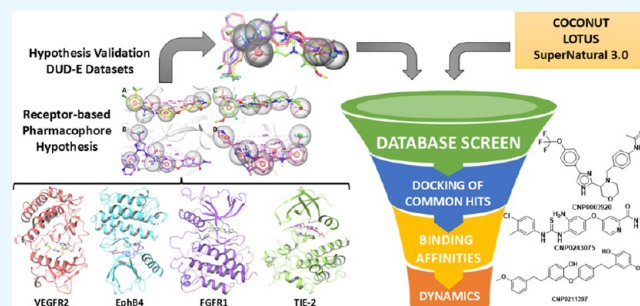 Hypothesis Validation
DUD-E Datasets
COCONUT
LOTUS
SuperNatural 3.0
Receptor-based
Pharmacophore
Hypothesis
A
C
B
D
DATABASE SCREEN
DOCKING OF
COMMON HITS
BINDING
AFFINITIES
DYNAMICS
CNP0003920
CNP0243075
CNP0211397
VEGFR2
EphB4
FGFR1
TIE-2